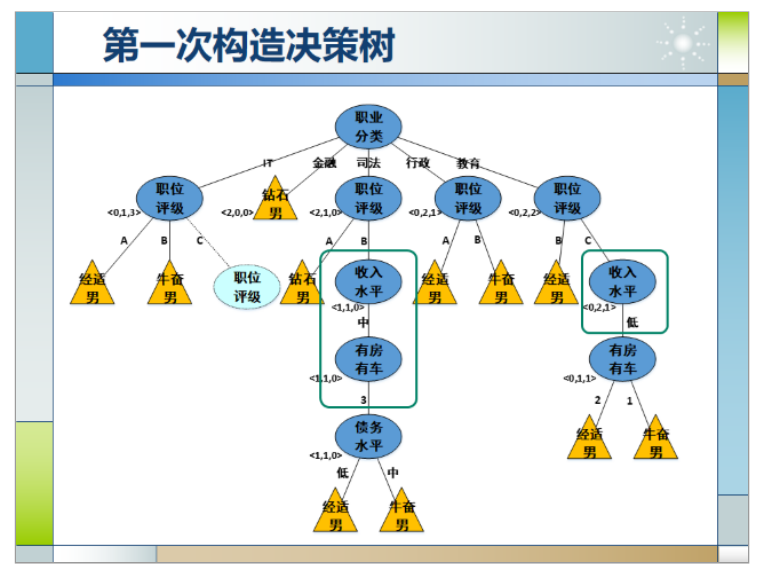 第一次构造决策树
职业
分类
IT
金融
司法
行政
教育
职位
评级
<0,1,3>
钻石
男
<2,0,0>
职位
评级
<2,1,0>
职位
评级
<0,2,1>
职位
评级
<0,2,2>
A
B
C
A
B
A
B
B
C
经适
男
牛奋
男
职位
评级
钻石
男
收入
水平
<1,1,0>
经适
男
牛奋
男
经适
男
收入
水平
<0,2,1>
中
低
有房
有车
<1,1,0>
有房
有车
<0,1,1>
3
2
1
债务
水平
<1,1,0>
经适
男
牛奋
男
低
中
经适
男
牛奋
男